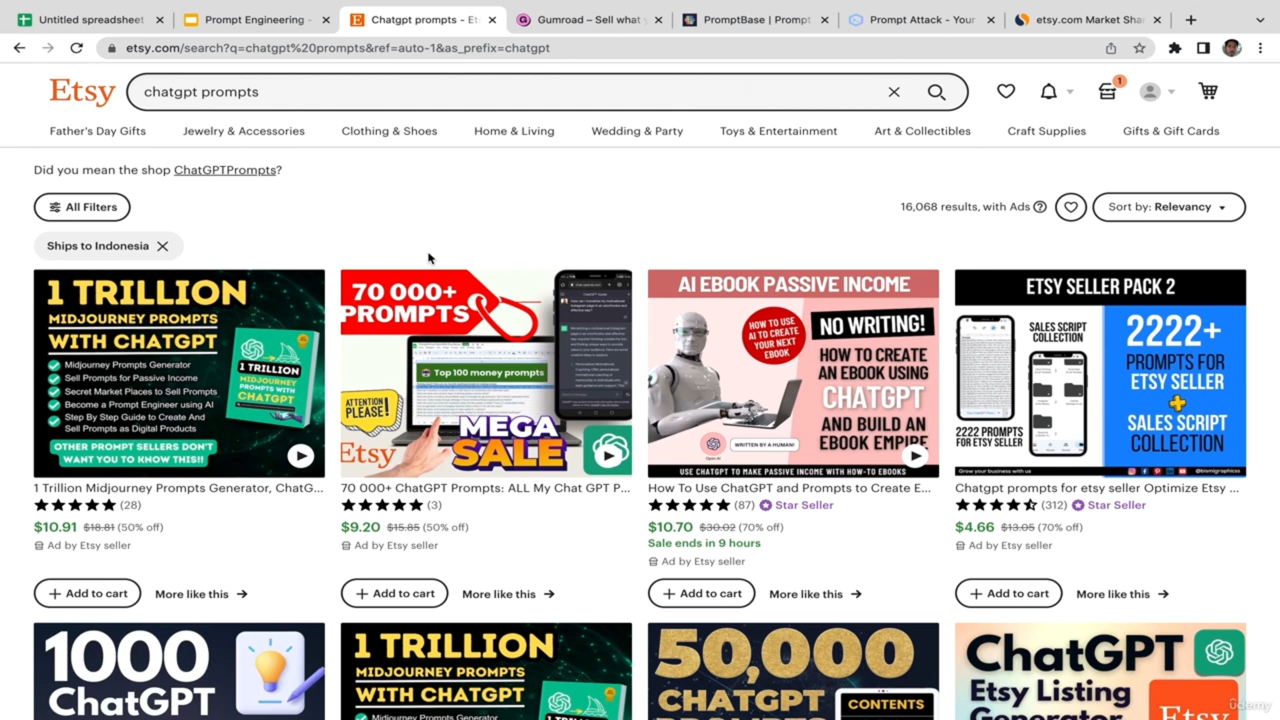 Untitled spreadsheet
Prompt Engineering -
Chatgpt prompts - Et
Gumroad – Sell what y
PromptBase | Prompt
Prompt Attack - Your
etsy.com Market Sha
etsy.com/search?q=chatgpt%20prompts&ref=auto-1&as_prefix=chatgpt
Etsy
chatgpt prompts
1
Father's Day Gifts
Jewelry & Accessories
Clothing & Shoes
Home & Living
Wedding & Party
Toys & Entertainment
Art & Collectibles
Craft Supplies
Gifts & Gift Cards
Did you mean the shop ChatGPTPrompts?
All Filters
16,068 results, with Ads
Sort by: Relevancy
Ships to Indonesia
1 TRILLION
MIDJOURNEY PROMPTS
WITH CHATGPT
Midjourney Prompts Generator
Sell Prompts for Passive Income
Secret Market Places to Sell Prompts
Become a Prompt Engineer using AI
Step By Step Guide to Create And
Sell Prompts as Digital Products
OTHER PROMPT SELLERS DON'T
WANT YOU TO KNOW THIS!!
1 TRILLION
MIDJOURNEY
PROMPTS WITH
CHATGPT
70 000+
PROMPTS
Top 100 money prompts
ATTENTION
PLEASE!
Etsy
MEGA
SALE
AI EBOOK PASSIVE INCOME
HOW TO USE
AI TO CREATE
YOUR NEXT
EBOOK
NO WRITING!
HOW TO CREATE
AN EBOOK USING
CHATGPT
AND BUILD AN
EBOOK EMPIRE
Open AI
WRITTEN BY A HUMAN!
USE CHATGPT TO MAKE PASSIVE INCOME WITH HOW-TO EBOOKS
ETSY SELLER PACK 2
SALES SCRIPT
COLLECTION
2222 PROMPTS
FOR ETSY SELLER
2222+
PROMPTS FOR
ETSY SELLER
+
SALES SCRIPT
COLLECTION
Grow your business with us
@bismigraphices
1 Trillion Midjourney Prompts Generator, ChatG...
(28)
$10.91 $18.81 (50% off)
Ad by Etsy seller
+ Add to cart
More like this
70 000+ ChatGPT Prompts: ALL My Chat GPT P...
(3)
$9.20 $15.85 (50% off)
Ad by Etsy seller
+ Add to cart
More like this
How To Use ChatGPT and Prompts to Create E...
(87) Star Seller
$10.70 $30.02 (70% off)
Sale ends in 9 hours
Ad by Etsy seller
+ Add to cart
More like this
Chatgpt prompts for etsy seller Optimize Etsy ...
(312) Star Seller
$4.66 $13.05 (70% off)
Ad by Etsy seller
+ Add to cart
More like this
1000
ChatGPT
1 TRILLION
MIDJOURNEY PROMPTS
WITH CHATGPT
Midjourney Prompts Generator
50,000
CHATGPT
PROMPTS
CONTENTS
ChatGPT
Etsy Listing
Generator
Etsy
ûdemy